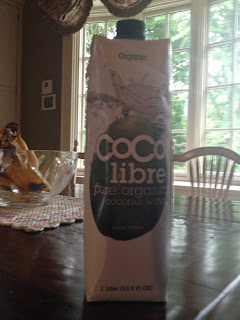 Organic
CoCo
libre
pure organic
coconut water
1 Liter (33.8 Fl OZ)